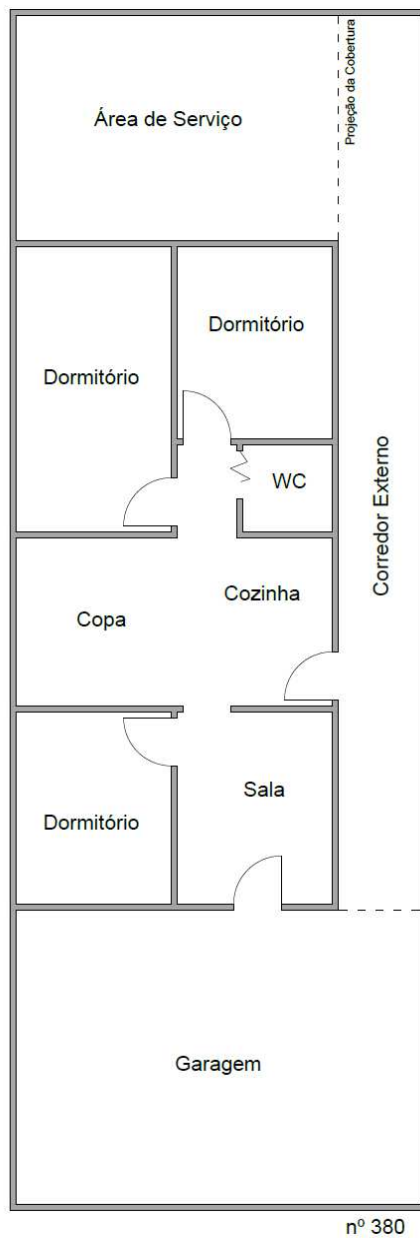 Projeção da Cobertura
Área de Serviço
Dormitório
Dormitório
WC
Corredor Externo
Cozinha
Copa
Sala
Dormitório
Garagem
nº 380